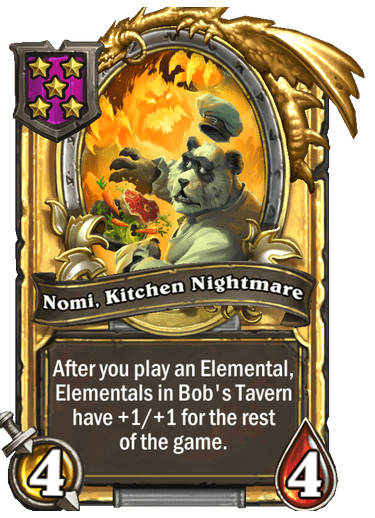 Nomi, Kitchen Nightmare
After you play an Elemental,
Elementals in Bob's Tavern
have +1/+1 for the rest
of the game.
4 4